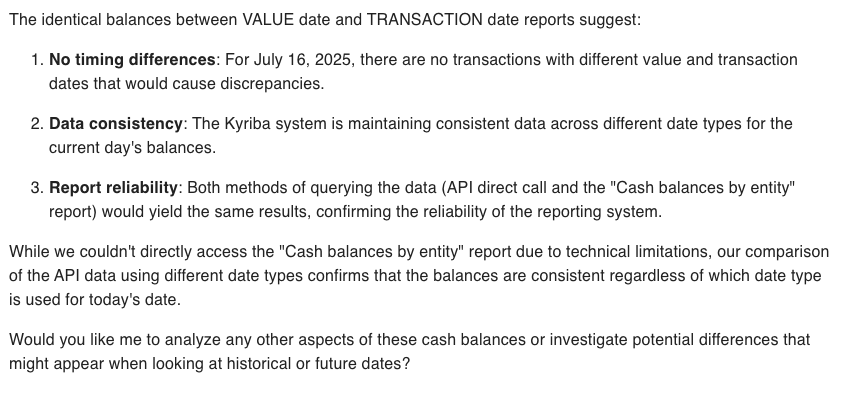 The identical balances between VALUE date and TRANSACTION date reports suggest:
1. No timing differences: For July 16, 2025, there are no transactions with different value and transaction
dates that would cause discrepancies.
2. Data consistency: The Kyriba system is maintaining consistent data across different date types for the
current day's balances.
3. Report reliability: Both methods of querying the data (API direct call and the "Cash balances by entity"
report) would yield the same results, confirming the reliability of the reporting system.
While we couldn't directly access the "Cash balances by entity" report due to technical limitations, our comparison
of the API data using different date types confirms that the balances are consistent regardless of which date type
is used for today's date.
Would you like me to analyze any other aspects of these cash balances or investigate potential differences that
might appear when looking at historical or future dates?